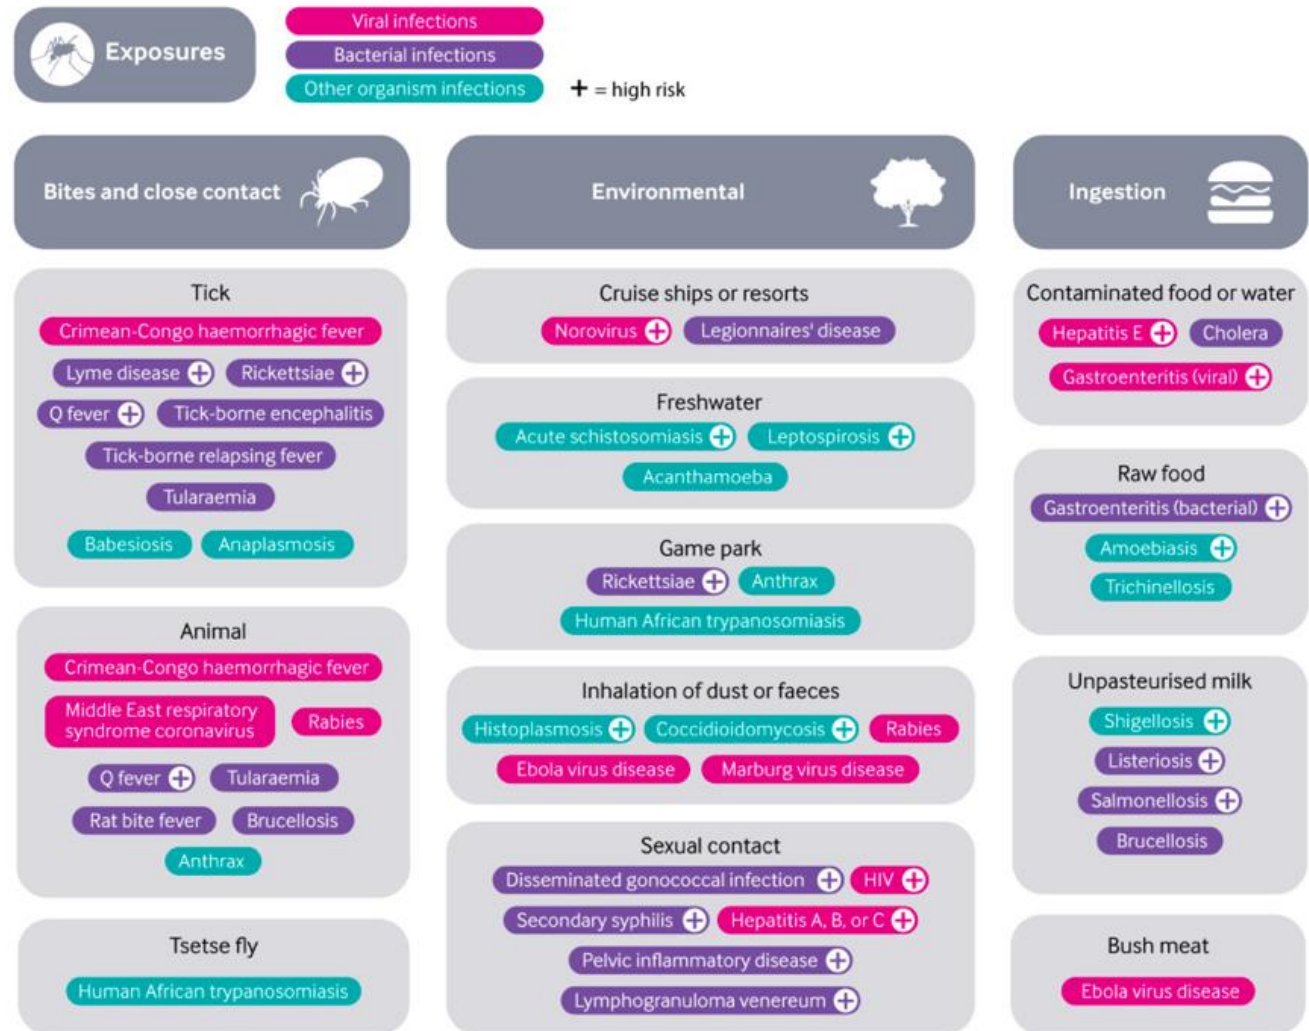 Exposures
Viral infections
Bacterial infections
Other organism infections
+ = high risk
Bites and close contact
Tick
Crimean-Congo haemorrhagic fever
Lyme disease + Rickettsiae +
Q fever + Tick-borne encephalitis
Tick-borne relapsing fever
Tularaemia
Babesiosis Anaplasmosis
Animal
Crimean-Congo haemorrhagic fever
Middle East respiratory
syndrome coronavirus
Rabies
Q fever + Tularaemia
Rat bite fever Brucellosis
Anthrax
Tsetse fly
Human African trypanosomiasis
Environmental
Cruise ships or resorts
Norovirus + Legionnaires' disease
Freshwater
Acute schistosomiasis + Leptospirosis +
Acanthamoeba
Game park
Rickettsiae + Anthrax
Human African trypanosomiasis
Inhalation of dust or faeces
Histoplasmosis + Coccidioidomycosis + Rabies
Ebola virus disease Marburg virus disease
Sexual contact
Disseminated gonococcal infection + HIV +
Secondary syphilis + Hepatitis A, B, or C +
Pelvic inflammatory disease +
Lymphogranuloma venereum +
Ingestion
Contaminated food or water
Hepatitis E + Cholera
Gastroenteritis (viral) +
Raw food
Gastroenteritis (bacterial) +
Amoebiasis +
Trichinellosis
Unpasteurised milk
Shigellosis +
Listeriosis +
Salmonellosis +
Brucellosis
Bush meat
Ebola virus disease